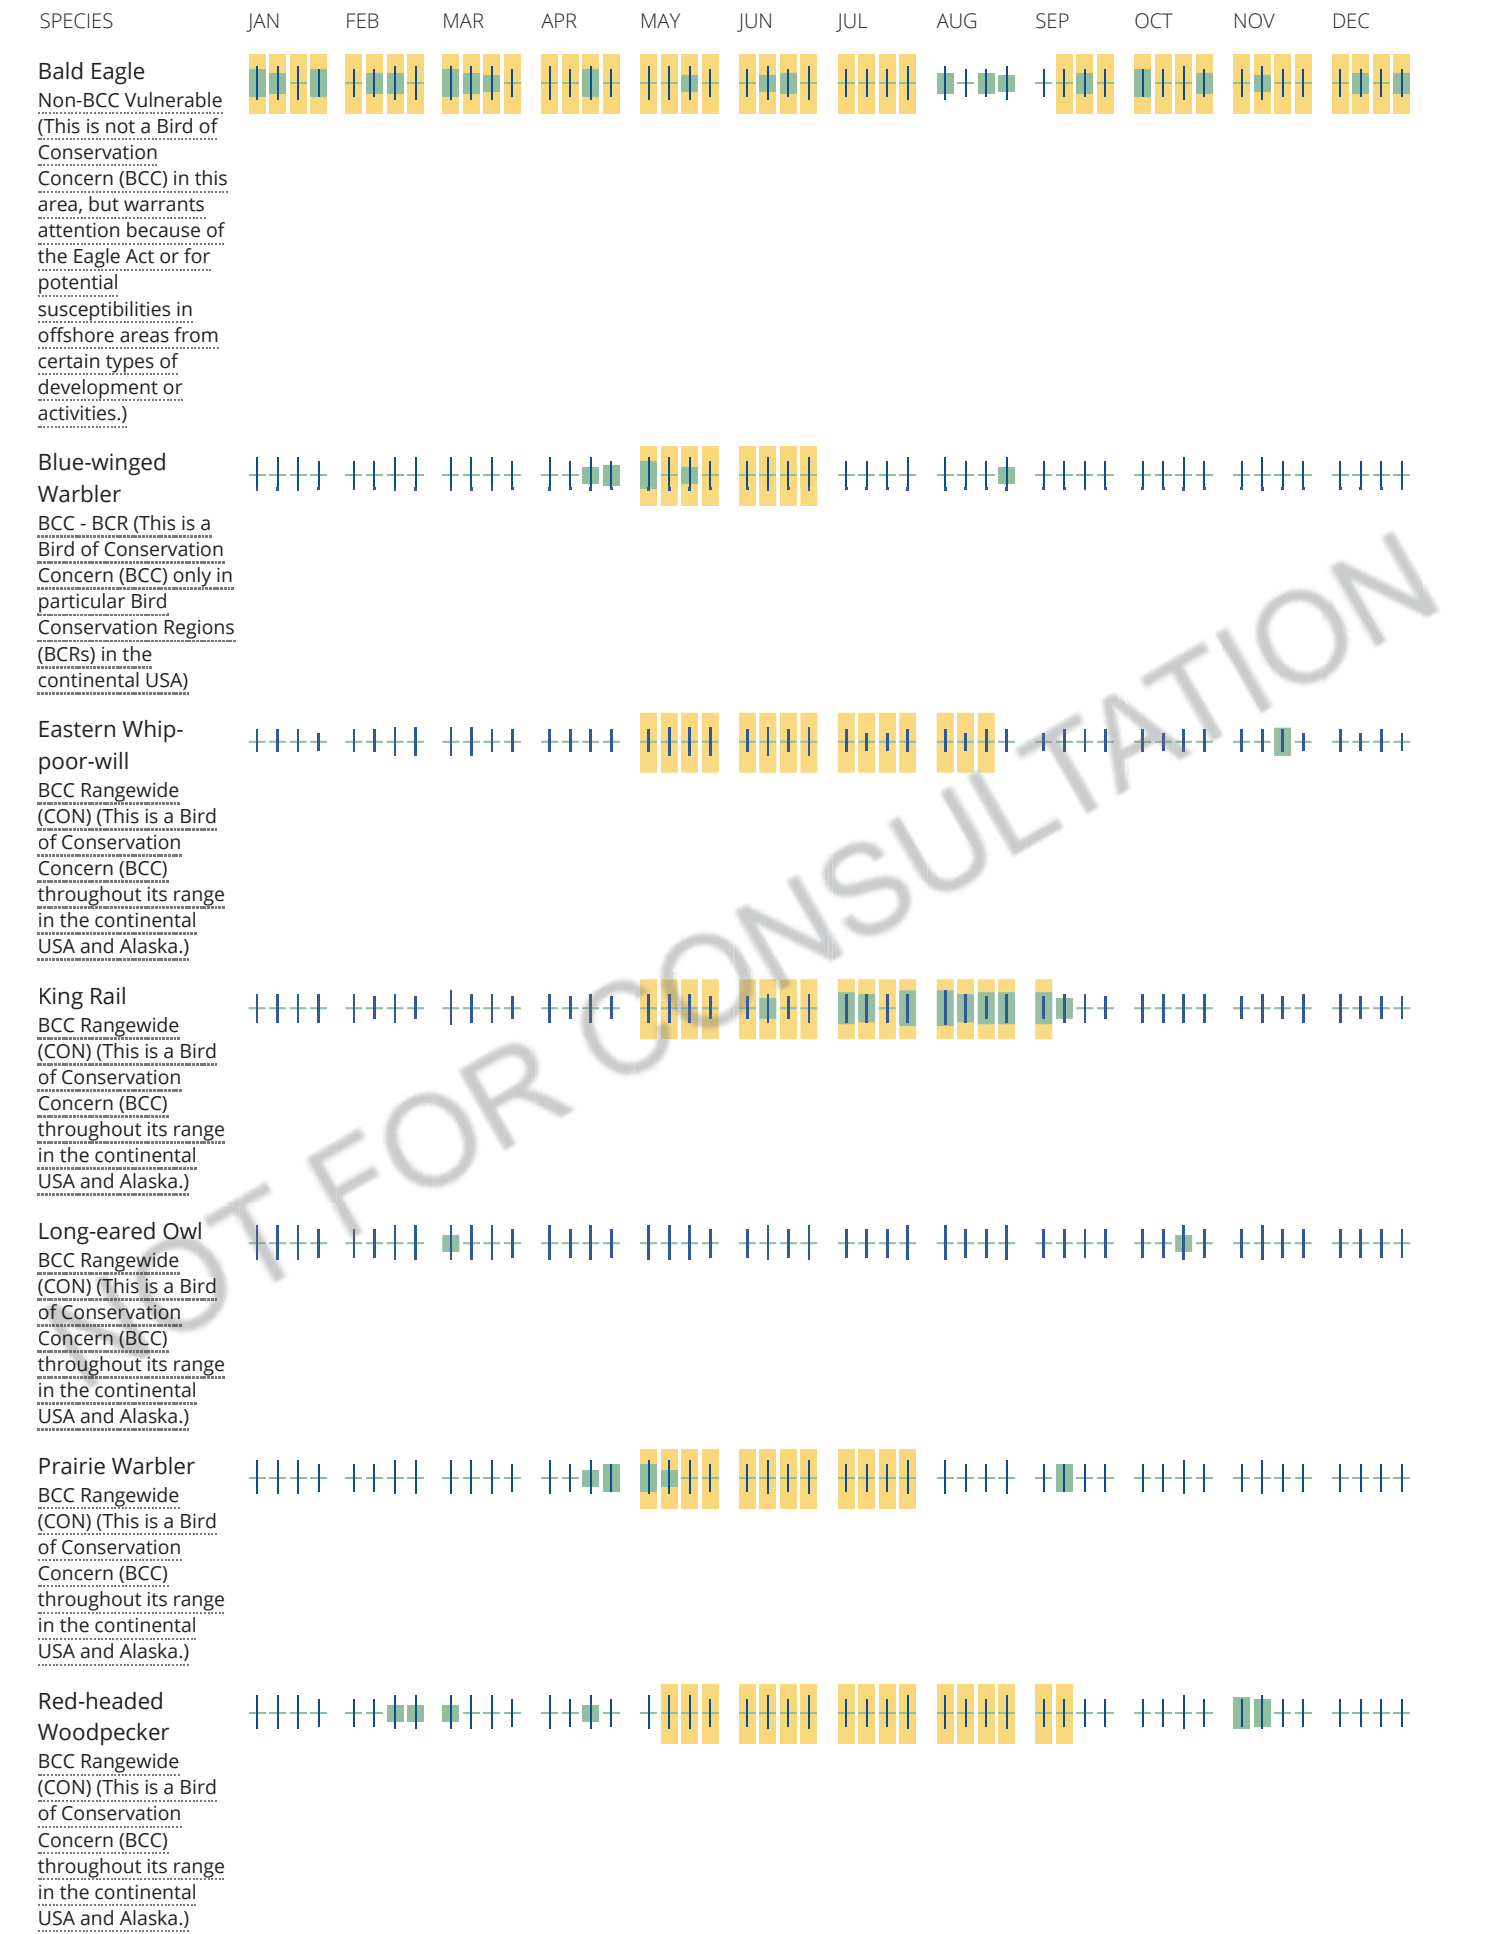 SPECIES JAN FEB MAR APR MAY JUN JUL AUG SEP OCT NOV DEC
Bald Eagle
Non-BCC Vulnerable
(This is not a Bird of
Conservation
Concern (BCC) in this
area, but warrants
attention because of
the Eagle Act or for
potential
susceptibilities in
offshore areas from
certain types of
development or
activities.)
Blue-winged
Warbler
BCC - BCR (This is a
Bird of Conservation
Concern (BCC) only in
particular Bird
Conservation Regions
(BCRs) in the
continental USA)
Eastern Whip-
poor-will
BCC Rangewide
(CON) (This is a Bird
of Conservation
Concern (BCC)
throughout its range
in the continental
USA and Alaska.)
King Rail
BCC Rangewide
(CON) (This is a Bird
of Conservation
Concern (BCC)
throughout its range
in the continental
USA and Alaska.)
Long-eared Owl
BCC Rangewide
(CON) (This is a Bird
of Conservation
Concern (BCC)
throughout its range
in the continental
USA and Alaska.)
Prairie Warbler
BCC Rangewide
(CON) (This is a Bird
of Conservation
Concern (BCC)
throughout its range
in the continental
USA and Alaska.)
Red-headed
Woodpecker
BCC Rangewide
(CON) (This is a Bird
of Conservation
Concern (BCC)
throughout its range
in the continental
USA and Alaska.)
NOT FOR CONSULTATION